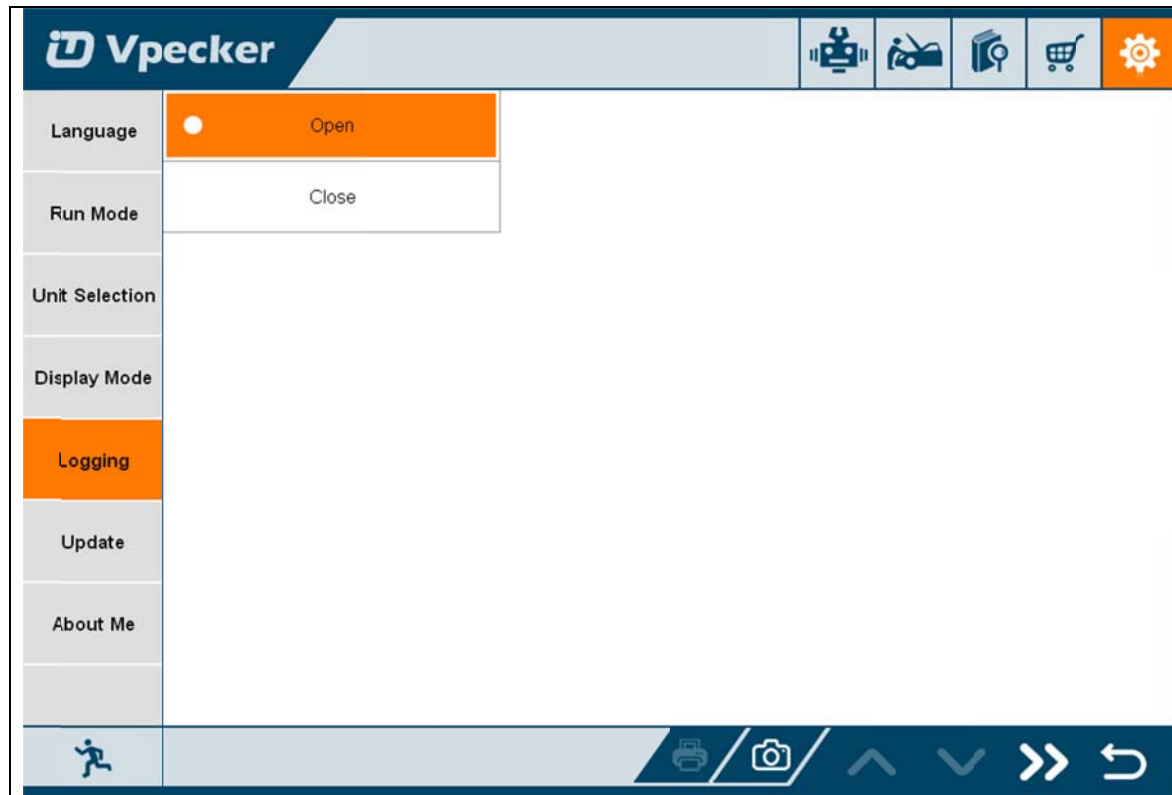 Vpecker
Language
Open
Run Mode
Close
Unit Selection
Display Mode
Logging
Update
About Me